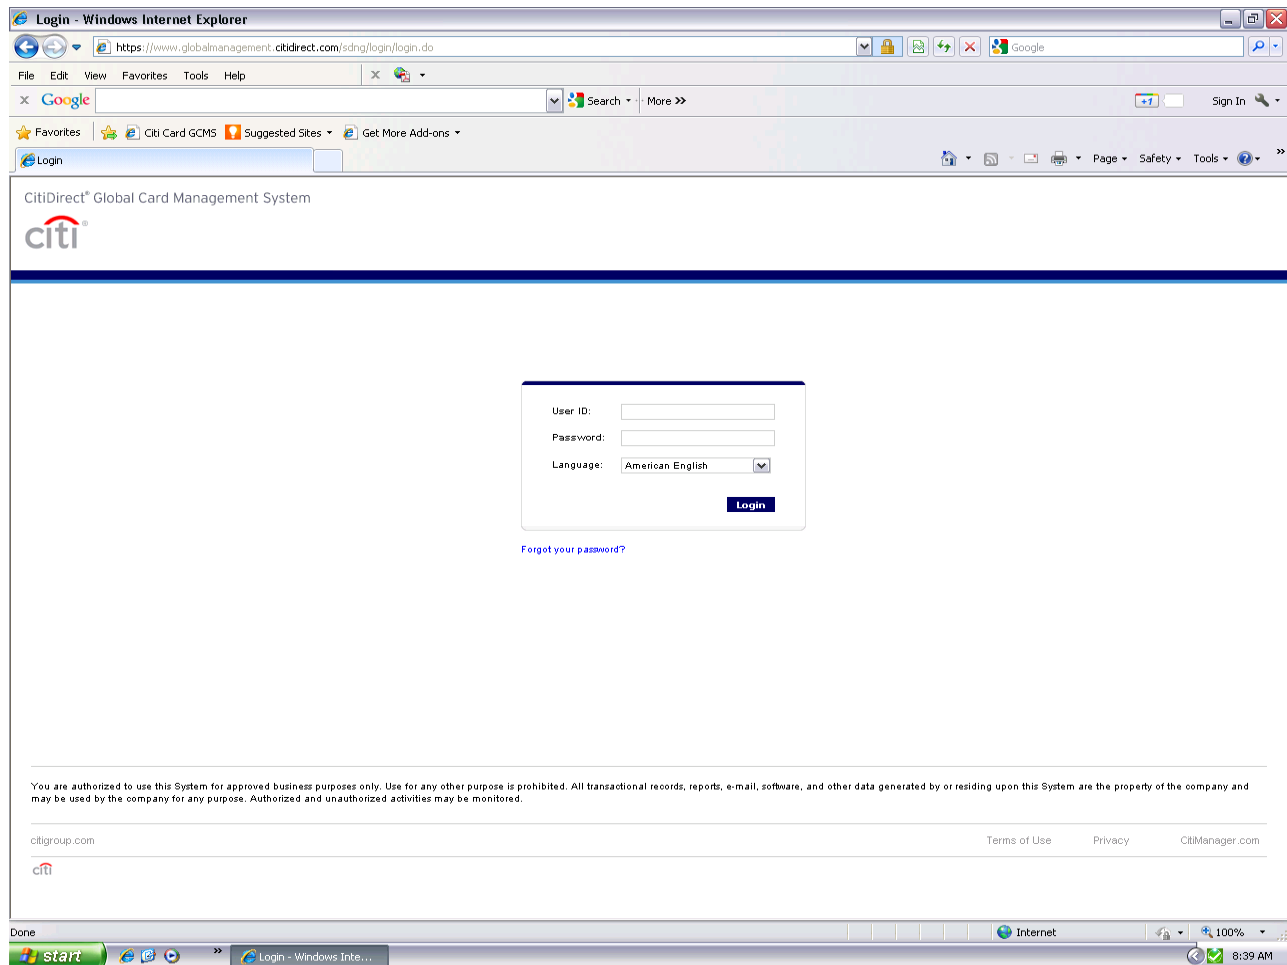 Login - Windows Internet Explorer
https://www.globalmanagement.citidirect.com/sdng/login/login.do
Google
File Edit View Favorites Tools Help
Google Search More >> +1 Sign In
Favorites Citi Card GCMS Suggested Sites Get More Add-ons
Login Page Safety Tools >>
CitiDirect® Global Card Management System
citi®
User ID:
Password:
Language: American English
Login
Forgot your password?
You are authorized to use this System for approved business purposes only. Use for any other purpose is prohibited. All transactional records, reports, e-mail, software, and other data generated by or residing upon this System are the property of the company and
may be used by the company for any purpose. Authorized and unauthorized activities may be monitored.
citigroup.com Terms of Use Privacy CitiManager.com
citi
Done Internet 100%
start >> Login - Windows Inte... 8:39 AM